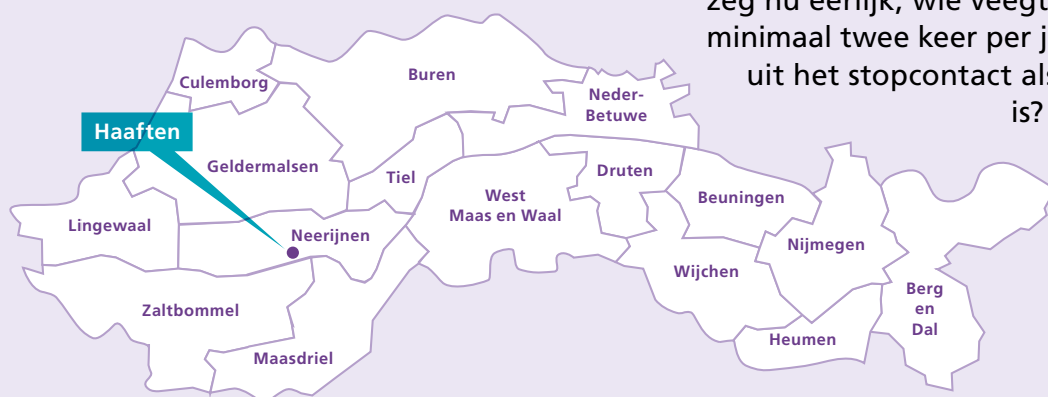 zeg nu eerlijk, wie veegt
minimaal twee keer per j
uit het stopcontact als
is?
Culemborg
Buren
Neder-
Betuwe
Haaften
Geldermalsen
Tiel
Druten
West
Maas en Waal
Beuningen
Lingewaal
Neerijnen
Nijmegen
Wijchen
Zaltbommel
Berg
en
Dal
Heumen
Maasdriel